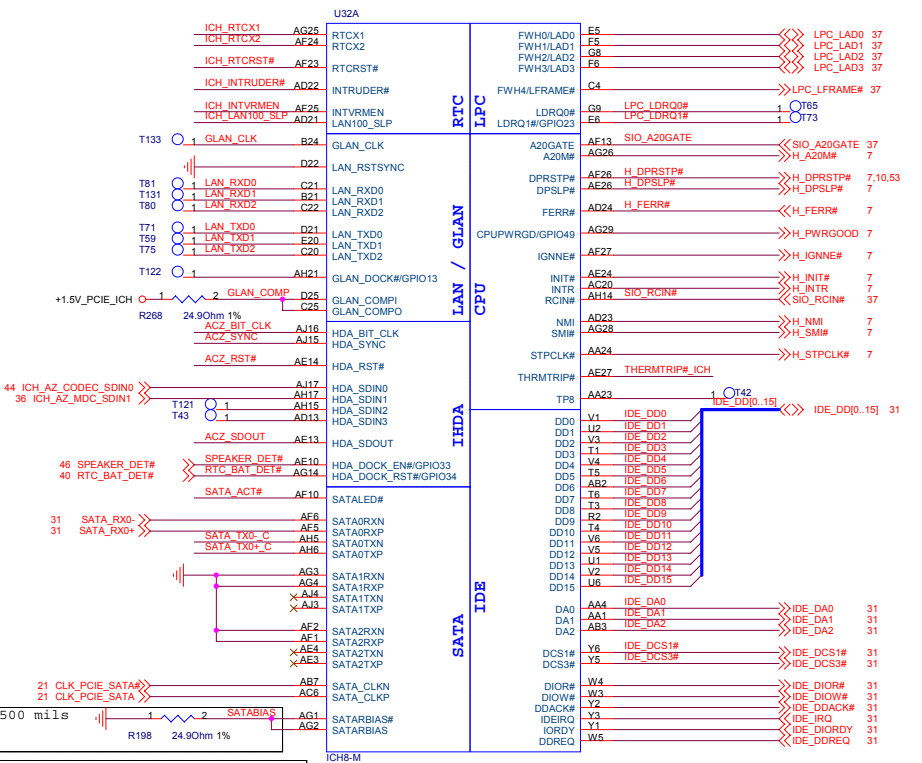 U32A
ICH_RTCX1 AG25 RTCX1
ICH_RTCX2 AF24 RTCX2
ICH_RTCRST# AF23 RTCRST#
ICH_INTRUDER# AD22 INTRUDER#
ICH_INTVRMEN AF25 INTVRMEN
ICH_LAN100_SLP AD21 LAN100_SLP
RTC
T133 1 GLAN_CLK B24 GLAN_CLK
D22 LAN_RSTSYNC
T81 1 LAN_RXD0 C21 LAN_RXD0
T131 1 LAN_RXD1 B21 LAN_RXD1
T80 1 LAN_RXD2 C22 LAN_RXD2
T71 1 LAN_TXD0 D21 LAN_TXD0
T59 1 LAN_TXD1 E20 LAN_TXD1
T75 1 LAN_TXD2 C20 LAN_TXD2
T122 1 AH21 GLAN_DOCK#/GPIO13
+1.5V_PCIE_ICH 1 2 GLAN_COMP D25 GLAN_COMPI
C25 GLAN_COMPO
R268 24.9Ohm 1%
LAN / GLAN
ACZ_BIT_CLK AJ16 HDA_BIT_CLK
ACZ_SYNC AJ15 HDA_SYNC
ACZ_RST# AE14 HDA_RST#
44 ICH_AZ_CODEC_SDIN0 AJ17 HDA_SDIN0
36 ICH_AZ_MDC_SDIN1 AH17 HDA_SDIN1
T121 1 AH15 HDA_SDIN2
T43 1 AD13 HDA_SDIN3
ACZ_SDOUT AE13 HDA_SDOUT
46 SPEAKER_DET# SPEAKER_DET# AE10 HDA_DOCK_EN#/GPIO33
40 RTC_BAT_DET# RTC_BAT_DET# AG14 HDA_DOCK_RST#/GPIO34
IHDA
SATA_ACT# AF10 SATALED#
31 SATA_RX0- AF6 SATA0RXN
31 SATA_RX0+ AF5 SATA0RXP
SATA_TX0-_C AH5 SATA0TXN
SATA_TX0+_C AH6 SATA0TXP
AG3 SATA1RXN
AG4 SATA1RXP
AJ4 SATA1TXN
AJ3 SATA1TXP
AF2 SATA2RXN
AF1 SATA2RXP
AE4 SATA2TXN
AE3 SATA2TXP
21 CLK_PCIE_SATA# AB7 SATA_CLKN
21 CLK_PCIE_SATA AC6 SATA_CLKP
500 mils
1 2 SATABIAS AG1 SATARBIAS#
AG2 SATARBIAS
R198 24.9Ohm 1%
SATA
ICH8-M
LPC
FWH0/LAD0 E5 LPC_LAD0 37
FWH1/LAD1 F5 LPC_LAD1 37
FWH2/LAD2 G8 LPC_LAD2 37
FWH3/LAD3 F6 LPC_LAD3 37
FWH4/LFRAME# C4 LPC_LFRAME# 37
LDRQ0# G9 LPC_LDRQ0# 1 T65
LDRQ1#/GPIO23 E6 LPC_LDRQ1# 1 T73
CPU
A20GATE AF13 SIO_A20GATE SIO_A20GATE 37
A20M# AG26 H_A20M# 7
DPRSTP# AF26 H_DPRSTP# H_DPRSTP# 7,10,53
DPSLP# AE26 H_DPSLP# H_DPSLP# 7
FERR# AD24 H_FERR# H_FERR# 7
CPUPWRGD/GPIO49 AG29 H_PWRGOOD 7
IGNNE# AF27 H_IGNNE# 7
INIT# AE24 H_INIT# 7
INTR AC20 H_INTR 7
RCIN# AH14 SIO_RCIN# SIO_RCIN# 37
NMI AD23 H_NMI 7
SMI# AG28 H_SMI# 7
STPCLK# AA24 H_STPCLK# 7
THRMTRIP# AE27 THERMTRIP#_ICH
TP8 AA23 1 T42
IDE_DD[0..15] IDE_DD[0..15] 31
DD0 V1 IDE_DD0
DD1 U2 IDE_DD1
DD2 V3 IDE_DD2
DD3 T1 IDE_DD3
DD4 V4 IDE_DD4
DD5 T5 IDE_DD5
DD6 AB2 IDE_DD6
DD7 T6 IDE_DD7
DD8 T3 IDE_DD8
DD9 R2 IDE_DD9
DD10 T4 IDE_DD10
DD11 V6 IDE_DD11
DD12 V5 IDE_DD12
DD13 U1 IDE_DD13
DD14 V2 IDE_DD14
DD15 U6 IDE_DD15
IDE
DA0 AA4 IDE_DA0 IDE_DA0 31
DA1 AA1 IDE_DA1 IDE_DA1 31
DA2 AB3 IDE_DA2 IDE_DA2 31
DCS1# Y6 IDE_DCS1# IDE_DCS1# 31
DCS3# Y5 IDE_DCS3# IDE_DCS3# 31
DIOR# W4 IDE_DIOR# 31
DIOW# W3 IDE_DIOW# 31
DDACK# Y2 IDE_DDACK# 31
IDEIRQ Y3 IDE_IRQ 31
IORDY Y1 IDE_DIORDY 31
DDREQ W5 IDE_DDREQ 31